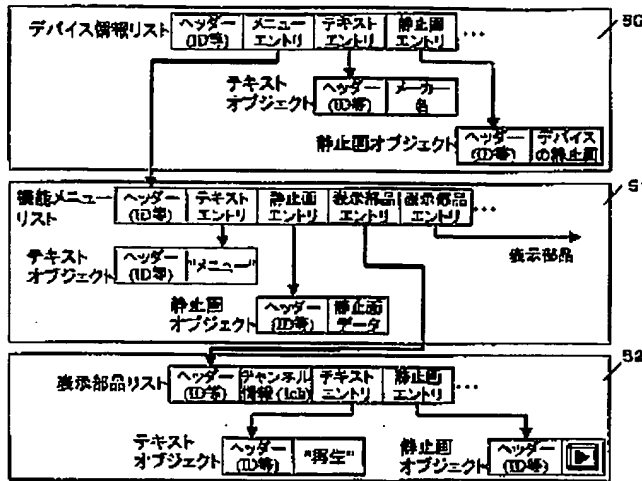 デバイス情報リスト
ヘッダー
(ID等)
メニュー
エントリ
テキスト
エントリ
静止画
エントリ
・・・
テキスト
オブジェクト
ヘッダー
(ID等)
メーカー
名
静止画オブジェクト
ヘッダー
(ID等)
デバイス
の静止画
機能メニュー
リスト
ヘッダー
(ID等)
テキスト
エントリ
静止画
エントリ
表示部品
エントリ
表示部品
エントリ
・・・
表示部品
テキスト
オブジェクト
ヘッダー
(ID等)
"メニュー"
静止画
オブジェクト
ヘッダー
(ID等)
静止画
データ
表示部品リスト
ヘッダー
(ID等)
チャンネル
情報(1ch)
テキスト
エントリ
静止画
エントリ
・・・
テキスト
オブジェクト
ヘッダー
(ID等)
"再生"
静止画
オブジェクト
ヘッダー
(ID等)